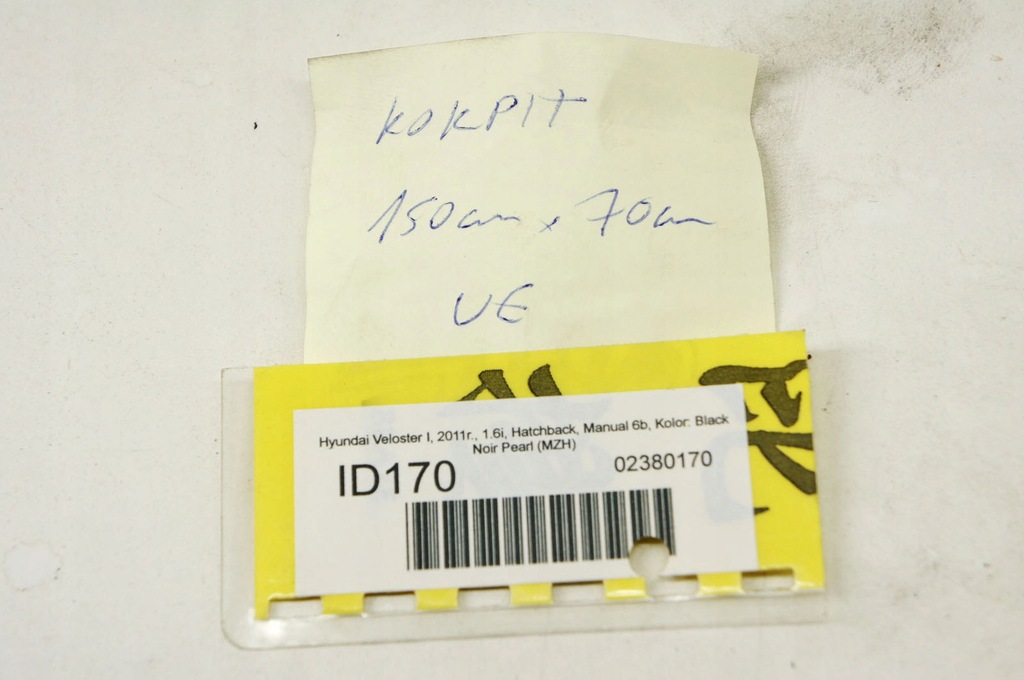 KOKPIT
150cm x 70cm
UE
Hyundai Veloster I, 2011r., 1.6i, Hatchback, Manual 6b, Kolor: Black
Noir Pearl (MZH)
ID170
02380170